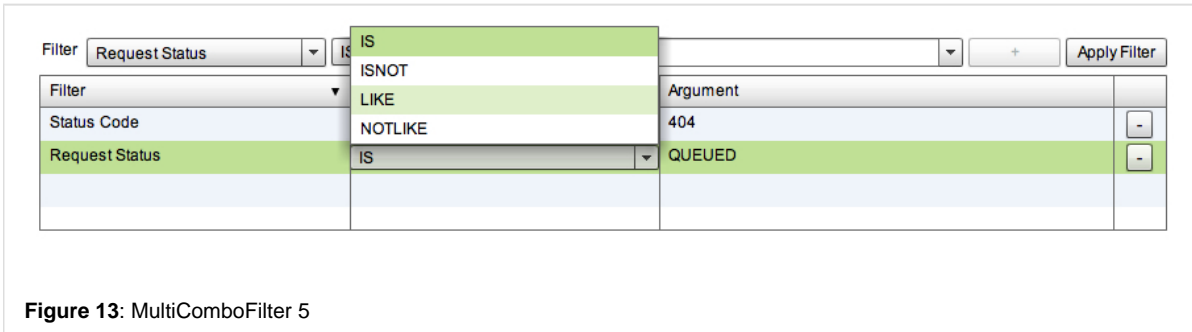 Filter Request Status IS + Apply Filter
IS
ISNOT
LIKE
NOTLIKE
Filter Argument
Status Code 404 -
Request Status IS QUEUED -
Figure 13: MultiComboFilter 5